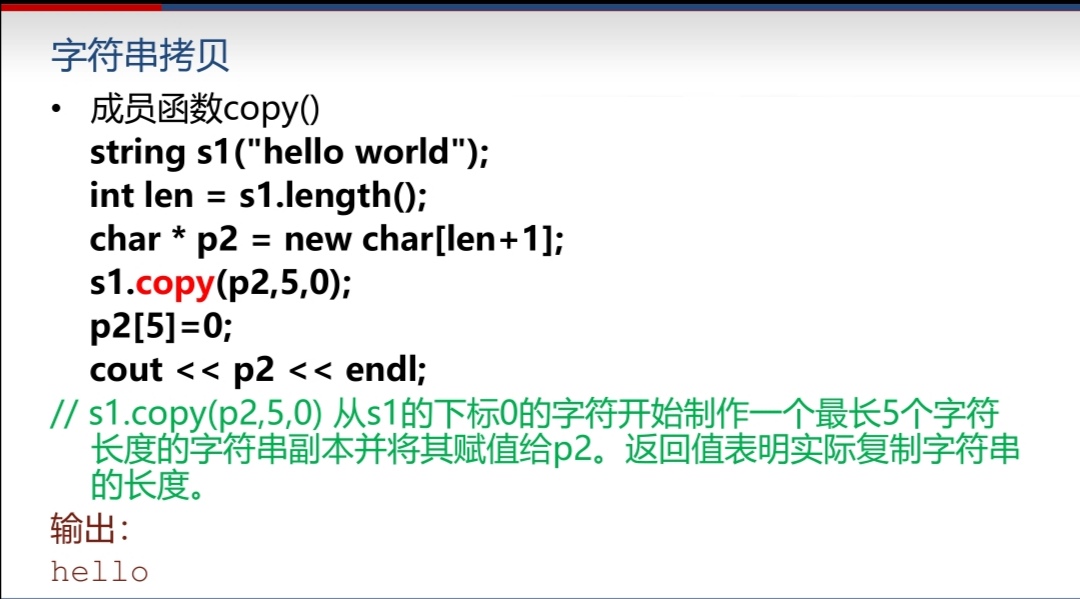 字符串拷贝
• 成员函数copy()
string s1("hello world");
int len = s1.length();
char * p2 = new char[len+1];
s1.copy(p2,5,0);
p2[5]=0;
cout << p2 << endl;
// s1.copy(p2,5,0) 从s1的下标0的字符开始制作一个最长5个字符
长度的字符串副本并将其赋值给p2。返回值表明实际复制字符串
的长度。
输出:
hello